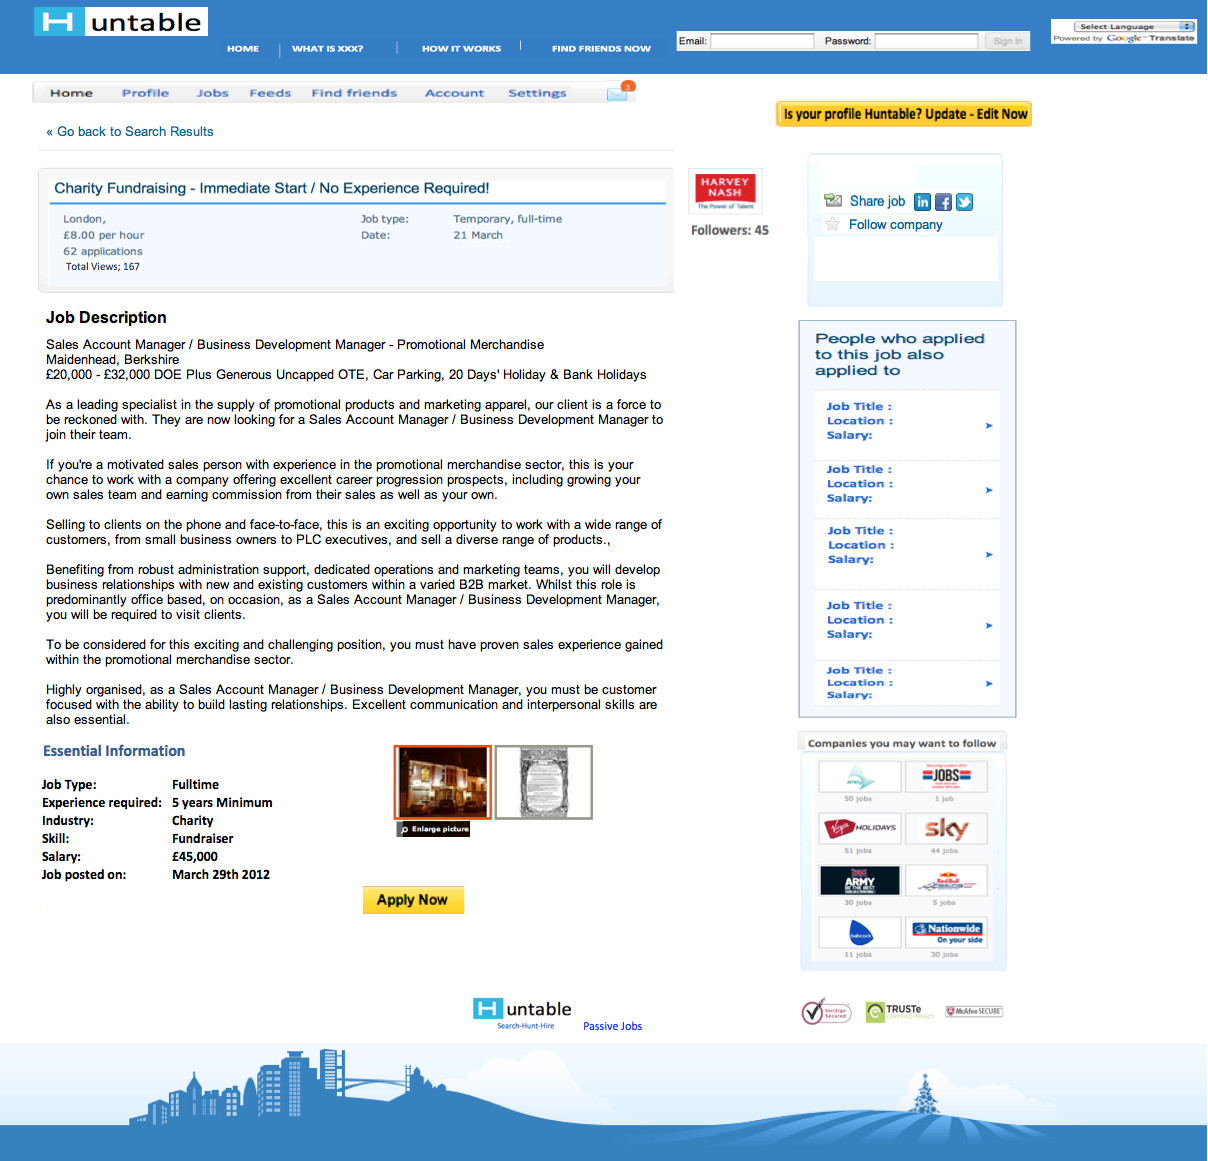 H untable
HOME
WHAT IS XXX?
HOW IT WORKS
FIND FRIENDS NOW
Email:
Password:
Sign In
Select Language
Powered by Google Translate
Home Profile Jobs Feeds Find friends Account Settings 3
Is your profile Huntable? Update - Edit Now
« Go back to Search Results
Charity Fundraising - Immediate Start / No Experience Required!
London,
£8.00 per hour
62 applications
Total Views; 167
Job type: Temporary, full-time
Date: 21 March
HARVEY
NASH
The Power of Talent
Followers: 45
Share job in f
Follow company
Job Description
Sales Account Manager / Business Development Manager - Promotional Merchandise
Maidenhead, Berkshire
£20,000 - £32,000 DOE Plus Generous Uncapped OTE, Car Parking, 20 Days' Holiday & Bank Holidays
As a leading specialist in the supply of promotional products and marketing apparel, our client is a force to
be reckoned with. They are now looking for a Sales Account Manager / Business Development Manager to
join their team.
If you're a motivated sales person with experience in the promotional merchandise sector, this is your
chance to work with a company offering excellent career progression prospects, including growing your
own sales team and earning commission from their sales as well as your own.
Selling to clients on the phone and face-to-face, this is an exciting opportunity to work with a wide range of
customers, from small business owners to PLC executives, and sell a diverse range of products.,
Benefiting from robust administration support, dedicated operations and marketing teams, you will develop
business relationships with new and existing customers within a varied B2B market. Whilst this role is
predominantly office based, on occasion, as a Sales Account Manager / Business Development Manager,
you will be required to visit clients.
To be considered for this exciting and challenging position, you must have proven sales experience gained
within the promotional merchandise sector.
Highly organised, as a Sales Account Manager / Business Development Manager, you must be customer
focused with the ability to build lasting relationships. Excellent communication and interpersonal skills are
also essential.
Essential Information
Job Type: Fulltime
Experience required: 5 years Minimum
Industry: Charity
Skill: Fundraiser
Salary: £45,000
Job posted on: March 29th 2012
Enlarge picture
Apply Now
People who applied
to this job also
applied to
Job Title :
Location :
Salary:
Job Title :
Location :
Salary:
Job Title :
Location :
Salary:
Job Title :
Location :
Salary:
Job Title :
Location :
Salary:
Companies you may want to follow
amey
JOBS
50 jobs
1 job
Virgin HOLIDAYS
sky
51 jobs
44 jobs
ARMY
BE THE BEST
Red Bull
30 jobs
5 jobs
babcock
Nationwide
On your side
11 jobs
30 jobs
H untable
Search-Hunt-Hire
Passive Jobs
VeriSign
Secured
TRUSTe
CERTIFIED PRIVACY
McAfee SECURE